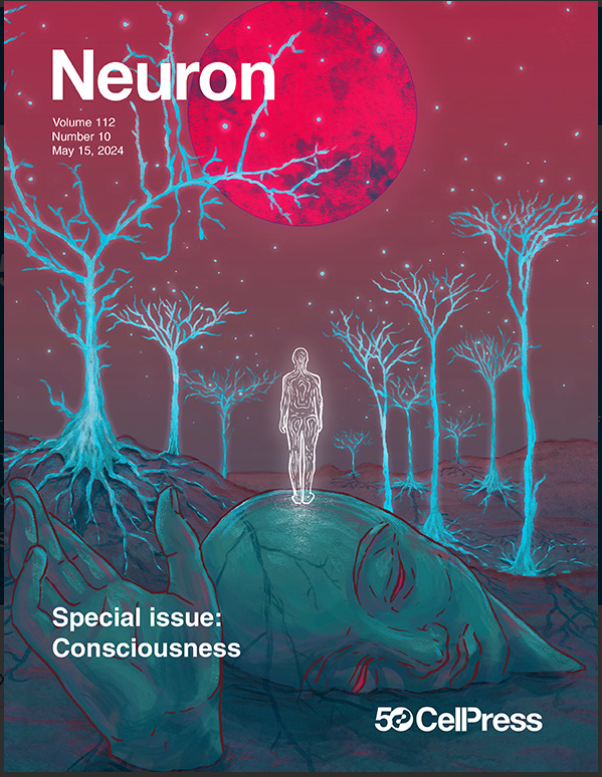 Neuron
Volume 112
Number 10
May 15, 2024
Special issue:
Consciousness
50 CellPress